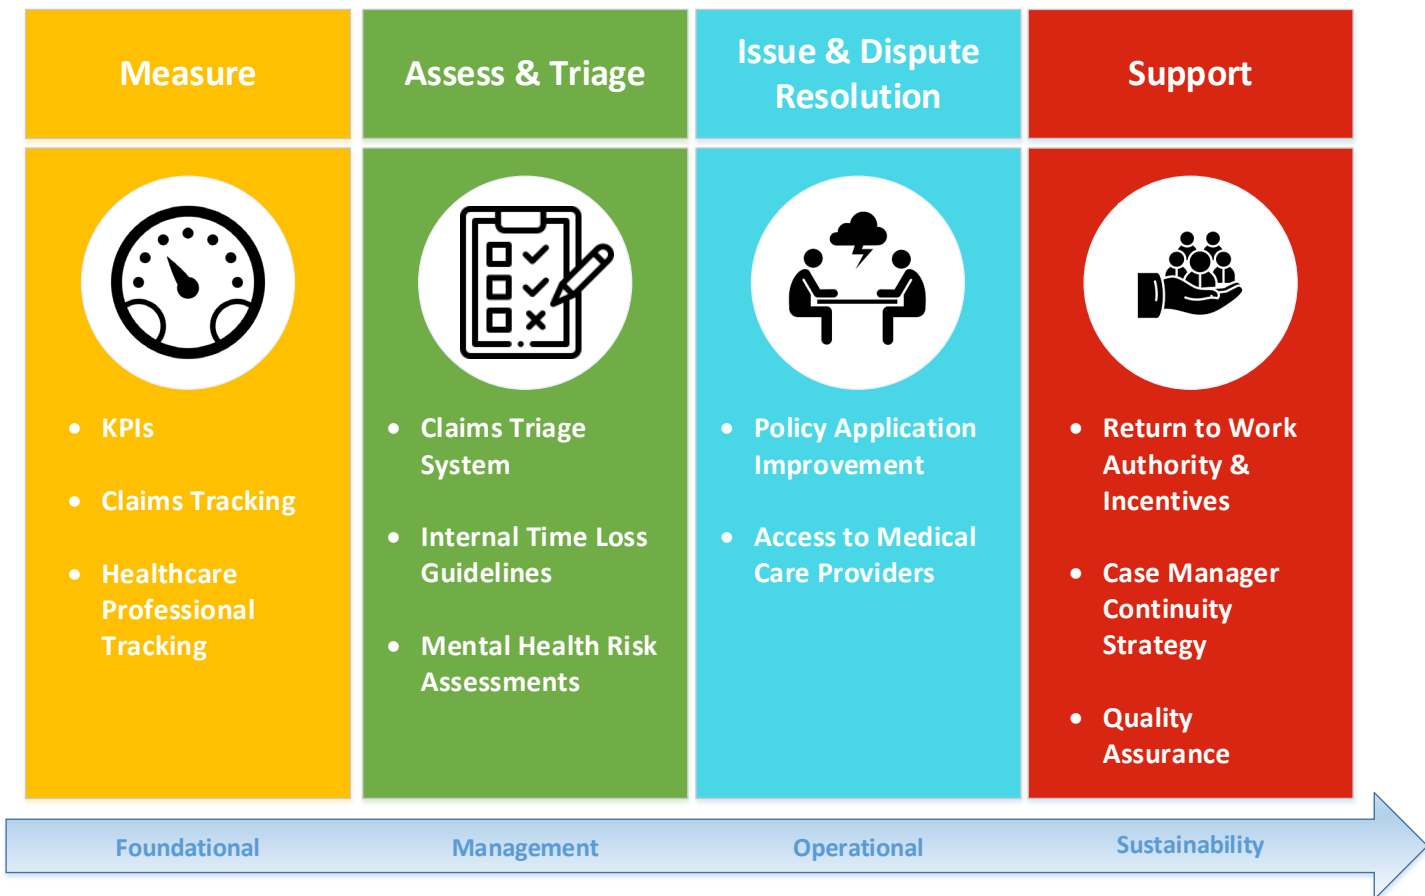 Measure
Assess & Triage
Issue & Dispute
Resolution
Support
• KPIs
• Claims Tracking
• Healthcare
Professional
Tracking
• Claims Triage
System
• Internal Time Loss
Guidelines
• Mental Health Risk
Assessments
• Policy Application
Improvement
• Access to Medical
Care Providers
• Return to Work
Authority &
Incentives
• Case Manager
Continuity
Strategy
• Quality
Assurance
Foundational
Management
Operational
Sustainability